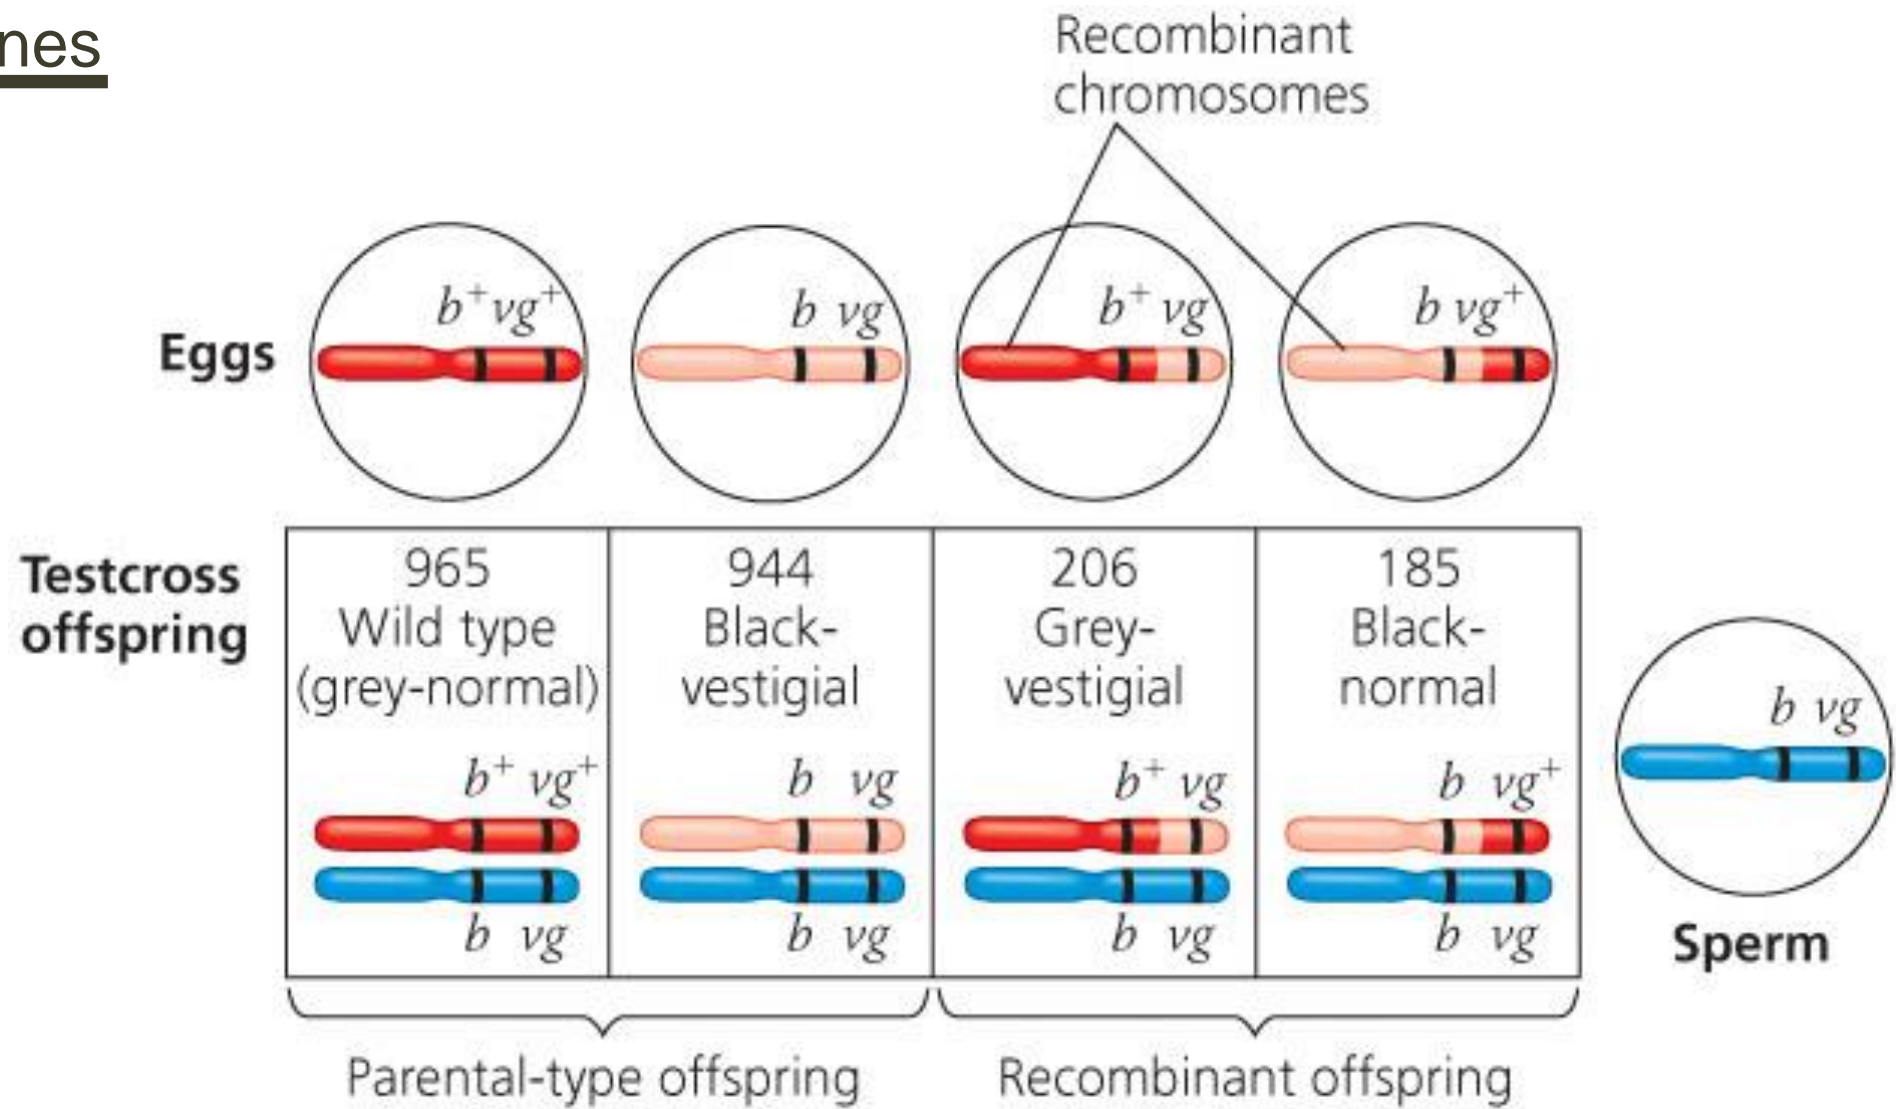 nes
Recombinant
chromosomes
Eggs
b⁺ vg⁺
b vg
b⁺ vg
b vg⁺
Testcross
offspring
965
Wild type
(grey-normal)
944
Black-
vestigial
206
Grey-
vestigial
185
Black-
normal
b⁺ vg⁺
b vg
b⁺ vg
b vg⁺
b vg
b vg
b vg
b vg
b vg
Sperm
Parental-type offspring
Recombinant offspring